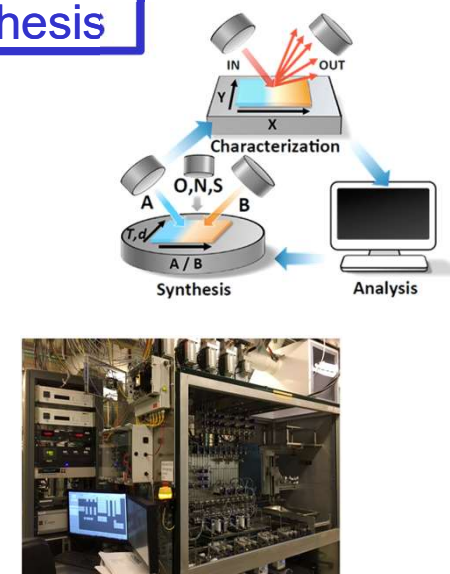 hesis
IN
OUT
Y
X
Characterization
O,N,S
A
B
T,d
A / B
Synthesis
Analysis